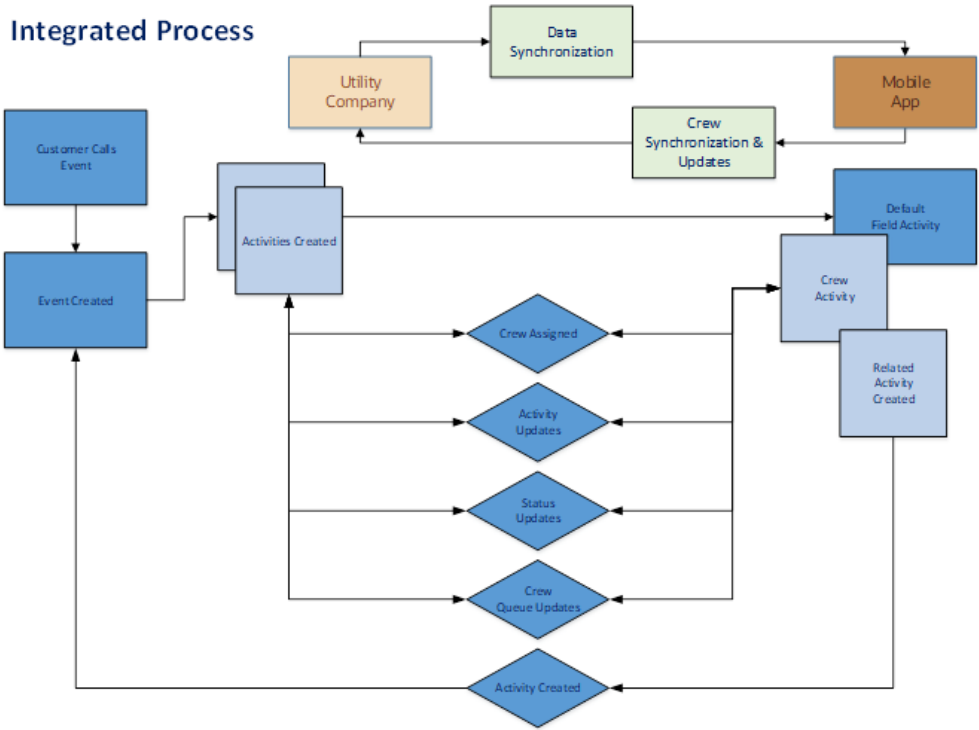 Integrated Process
Data
Synchronization
Utility
Company
Mobile
App
Crew
Synchronization &
Updates
Customer Calls
Event
Default
Field Activity
Activities Created
Event Created
Crew
Activity
Crew Assigned
Related
Activity
Created
Activity
Updates
Status
Updates
Crew
Queue Updates
Activity Created